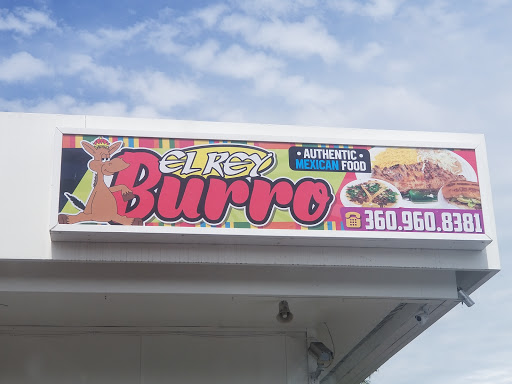 EL REY
Burro
• AUTHENTIC •
MEXICAN FOOD
360.960.8381